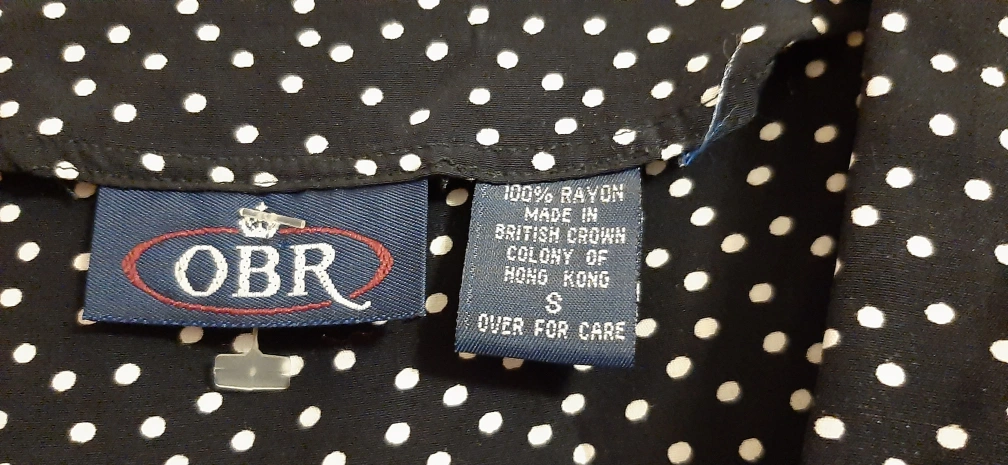 OBR
100% RAYON
MADE IN
BRITISH CROWN
COLONY OF
HONG KONG
S
OVER FOR CARE